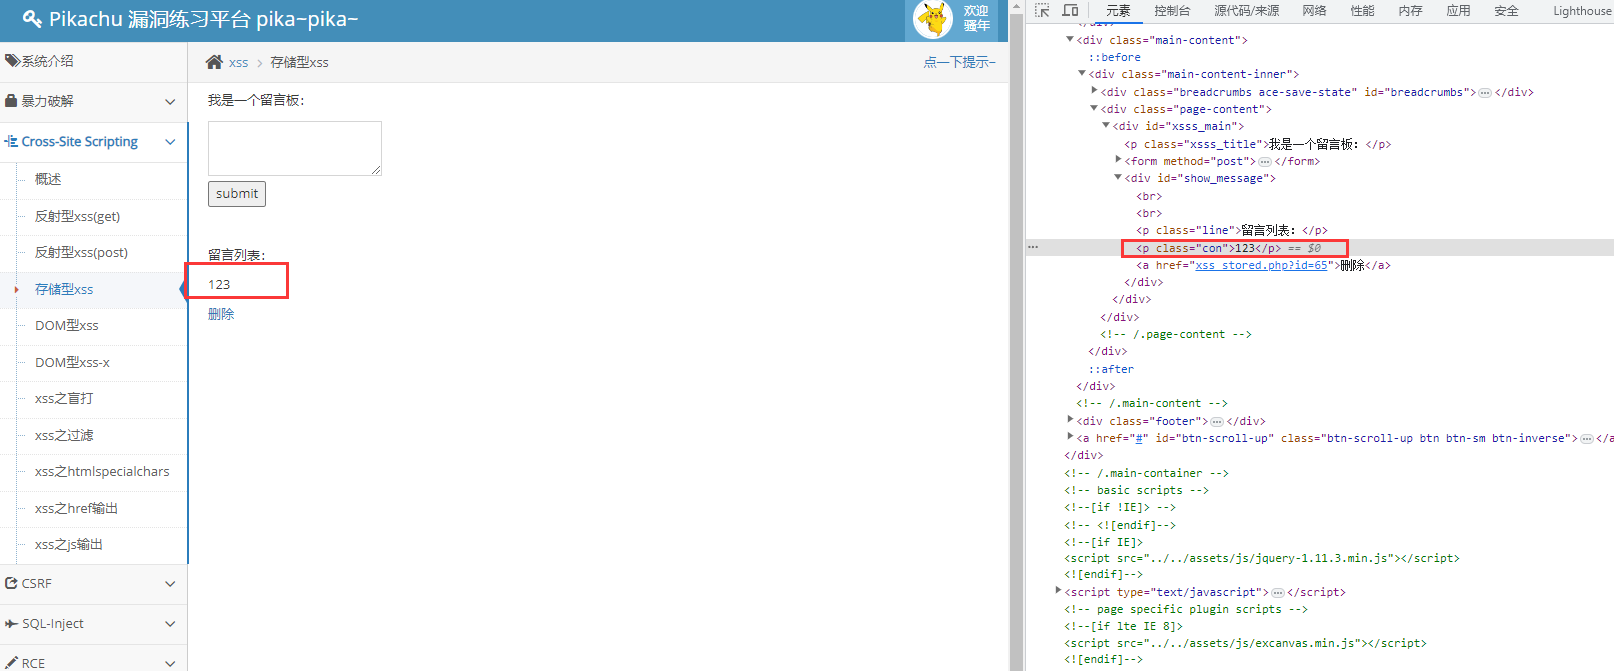 Pikachu 漏洞练习平台 pika~pika~
欢迎
骚年
系统介绍
暴力破解
Cross-Site Scripting
概述
反射型xss(get)
反射型xss(post)
存储型xss
DOM型xss
DOM型xss-x
xss之盲打
xss之过滤
xss之htmlspecialchars
xss之href输出
xss之js输出
CSRF
SQL-Inject
RCE
xss > 存储型xss
点一下提示~
我是一个留言板：
submit
留言列表：
123
删除
元素 控制台 源代码/来源 网络 性能 内存 应用 安全 Lighthouse
<div class="main-content">
::before
<div class="main-content-inner">
<div class="breadcrumbs ace-save-state" id="breadcrumbs">…</div>
<div class="page-content">
<div id="xsss_main">
<p class="xsss_title">我是一个留言板：</p>
<form method="post">…</form>
<div id="show_message">
<br>
<br>
<p class="line">留言列表：</p>
… <p class="con">123</p> == $0
<a href="xss_stored.php?id=65">删除</a>
</div>
</div>
</div>
<!-- /.page-content -->
</div>
::after
</div>
<!-- /.main-content -->
<div class="footer">…</div>
<a href="#" id="btn-scroll-up" class="btn-scroll-up btn btn-sm btn-inverse">…</a
</div>
<!-- /.main-container -->
<!-- basic scripts -->
<!--[if !IE]> -->
<!-- <![endif]-->
<!--[if IE]>
<script src="../../assets/js/jquery-1.11.3.min.js"></script>
<![endif]-->
<script type="text/javascript">…</script>
<!-- page specific plugin scripts -->
<!--[if lte IE 8]>
<script src="../../assets/js/excanvas.min.js"></script>
<![endif]-->